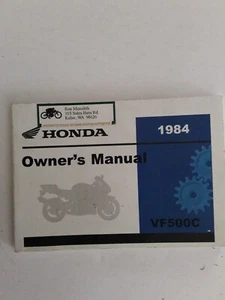 HONDA
1984
Owner's Manual
VF500C